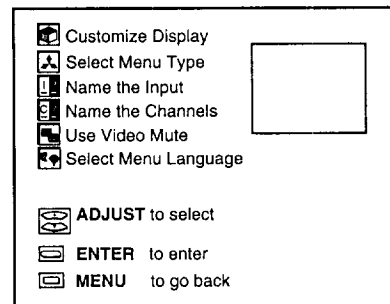 Customize Display
Select Menu Type
Name the Input
Name the Channels
Use Video Mute
Select Menu Language
ADJUST to select
ENTER to enter
MENU to go back